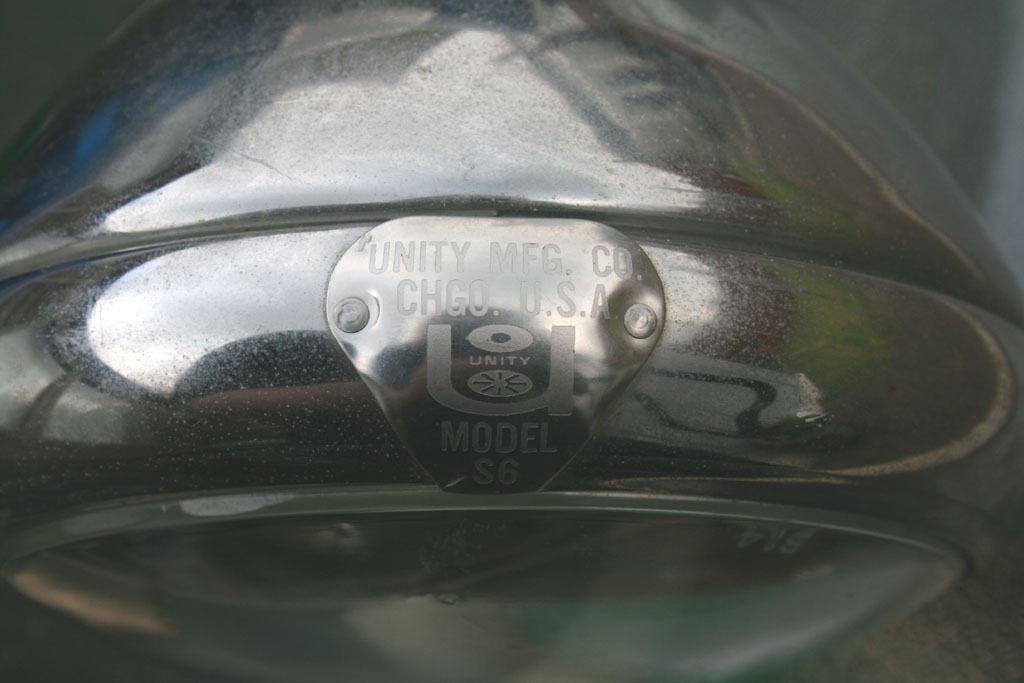 UNITY MFG. CO.
CHGO. U.S.A
U
UNITY
MODEL
S6